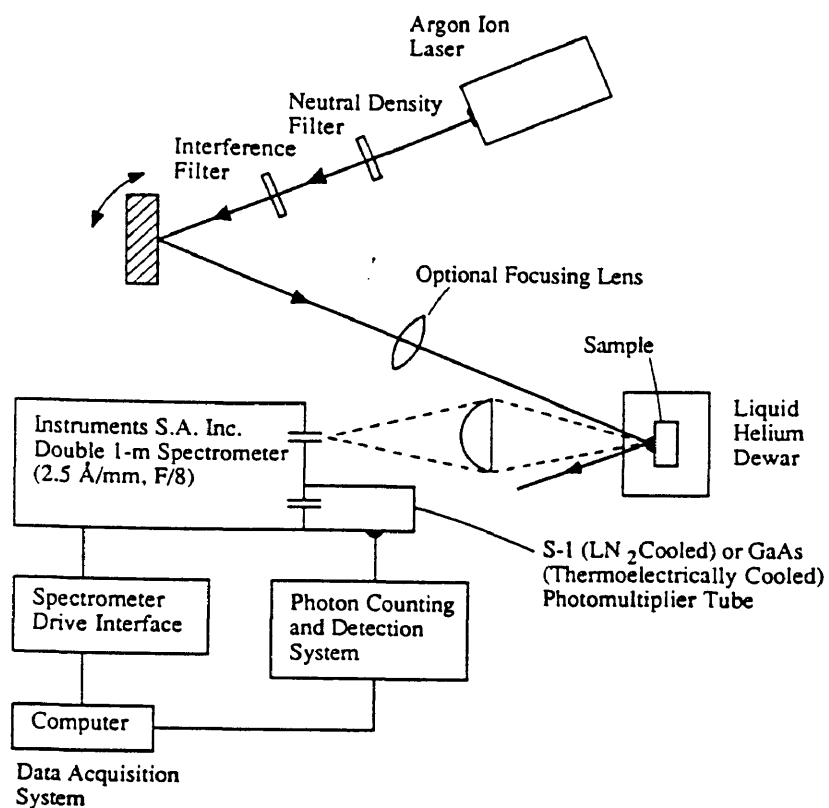 Argon Ion
Laser
Neutral Density
Filter
Interference
Filter
Optional Focusing Lens
Sample
Liquid
Helium
Dewar
Instruments S.A. Inc.
Double 1-m Spectrometer
(2.5 Å/mm, F/8)
S-1 (LN 2Cooled) or GaAs
(Thermoelectrically Cooled)
Photomultiplier Tube
Spectrometer
Drive Interface
Photon Counting
and Detection
System
Computer
Data Acquisition
System